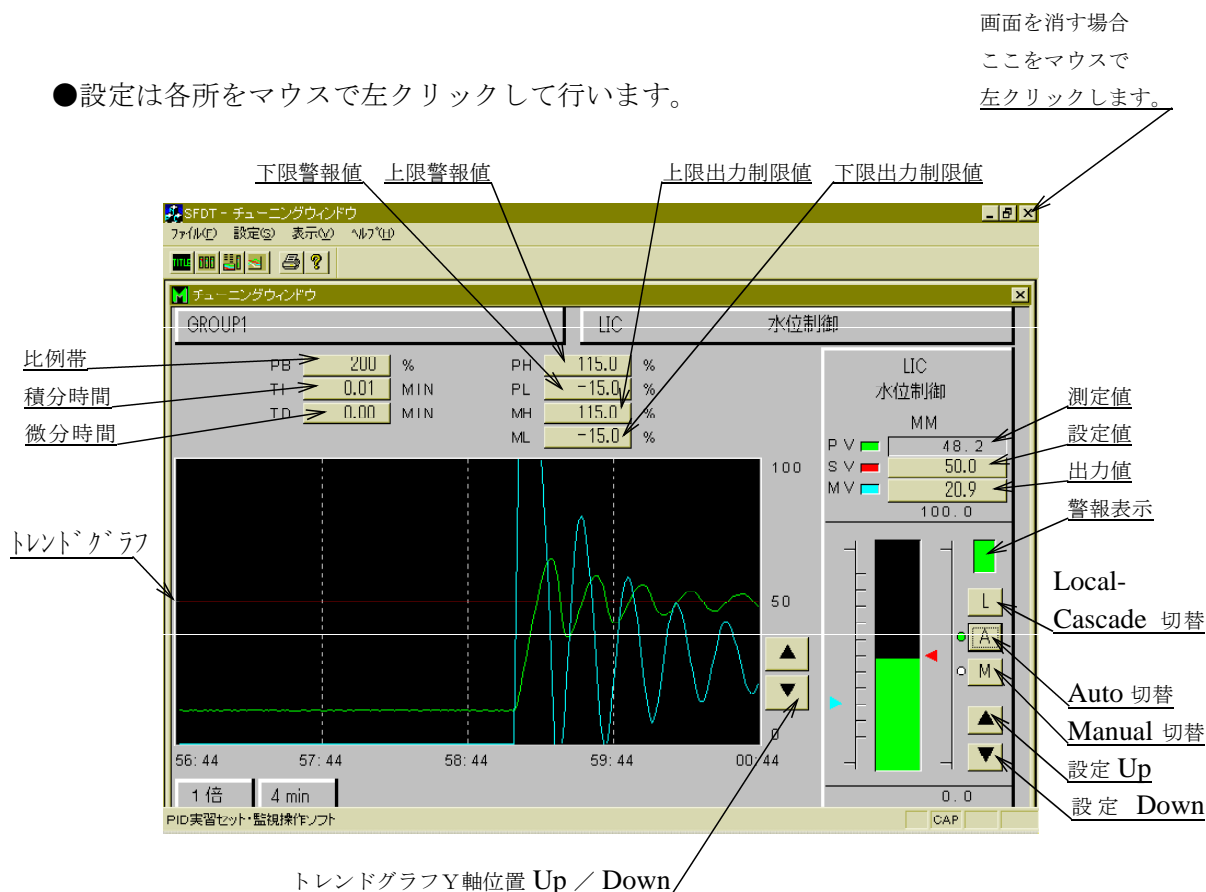 画面を消す場合
ここをマウスで
左クリックします。
●設定は各所をマウスで左クリックして行います。
下限警報値 上限警報値 上限出力制限値 下限出力制限値
SFDT - チューニングウィンドウ
ファイル(F) 設定(S) 表示(V) ヘルプ(H)
TITLE
チューニングウィンドウ
GROUP1 LIC 水位制御
比例帯
積分時間
微分時間
PB 200 %
TI 0.01 MIN
TD 0.00 MIN
PH 115.0 %
PL -15.0 %
MH 115.0 %
ML -15.0 %
LIC
水位制御
MM
PV 48.2
SV 50.0
MV 20.9
100.0
測定値
設定値
出力値
警報表示
トレンドグラフ
100
50
0
56:44 57:44 58:44 59:44 00:44
L
A
M
▲
▼
▲
▼
Local-
Cascade 切替
Auto 切替
Manual 切替
設定 Up
設定 Down
1倍 4 min
0.0
PID実習セット・監視操作ソフト CAP
トレンドグラフY軸位置 Up ／ Down